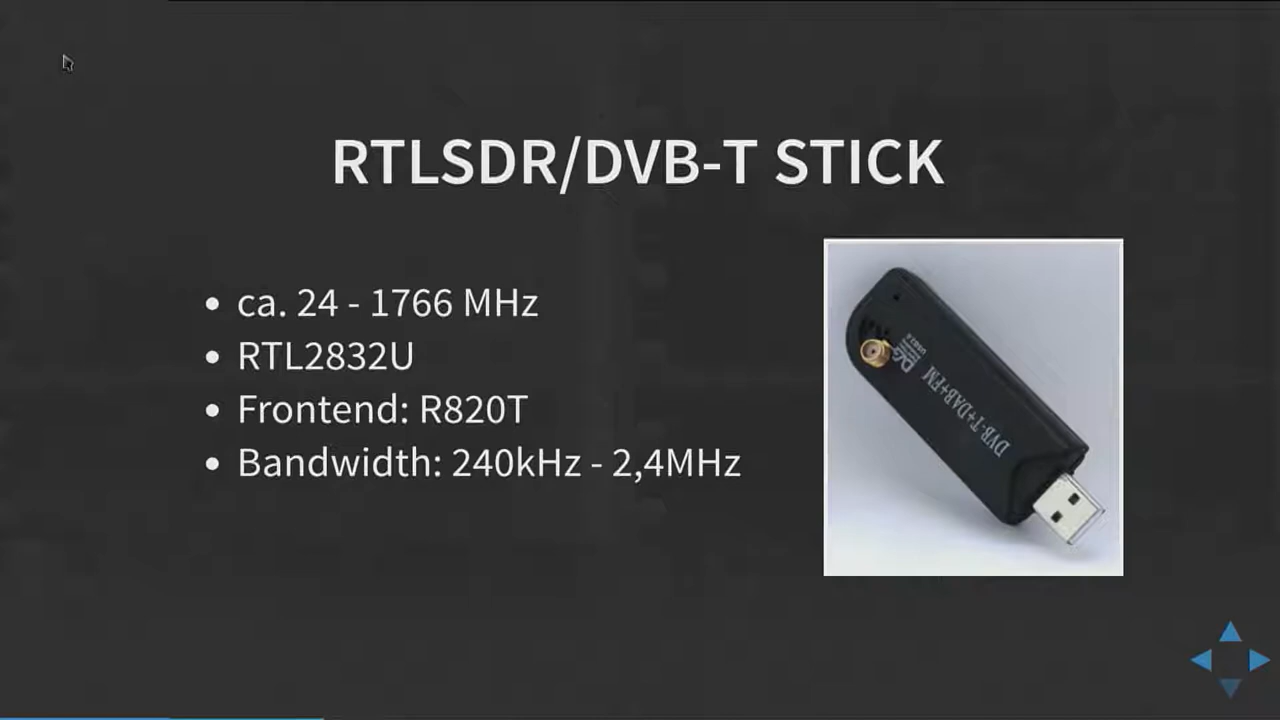 RTLSDR/DVB-T STICK
ca. 24 - 1766 MHz
RTL2832U
Frontend: R820T
Bandwidth: 240kHz - 2,4MHz
DVB-T+DAB+FM